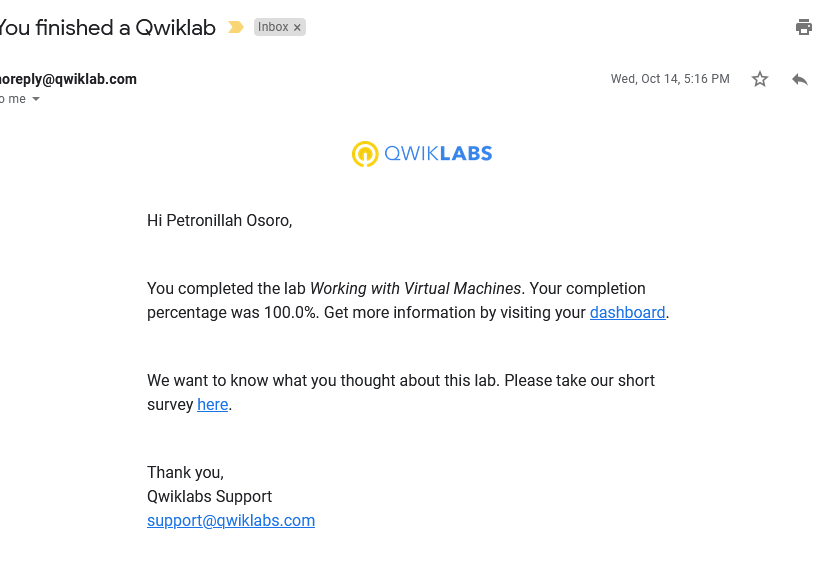 You finished a Qwiklab
Inbox ×
noreply@qwiklab.com
Wed, Oct 14, 5:16 PM
to me
QWIKLABS
Hi Petronillah Osoro,
You completed the lab Working with Virtual Machines. Your completion
percentage was 100.0%. Get more information by visiting your dashboard.
We want to know what you thought about this lab. Please take our short
survey here.
Thank you,
Qwiklabs Support
support@qwiklabs.com